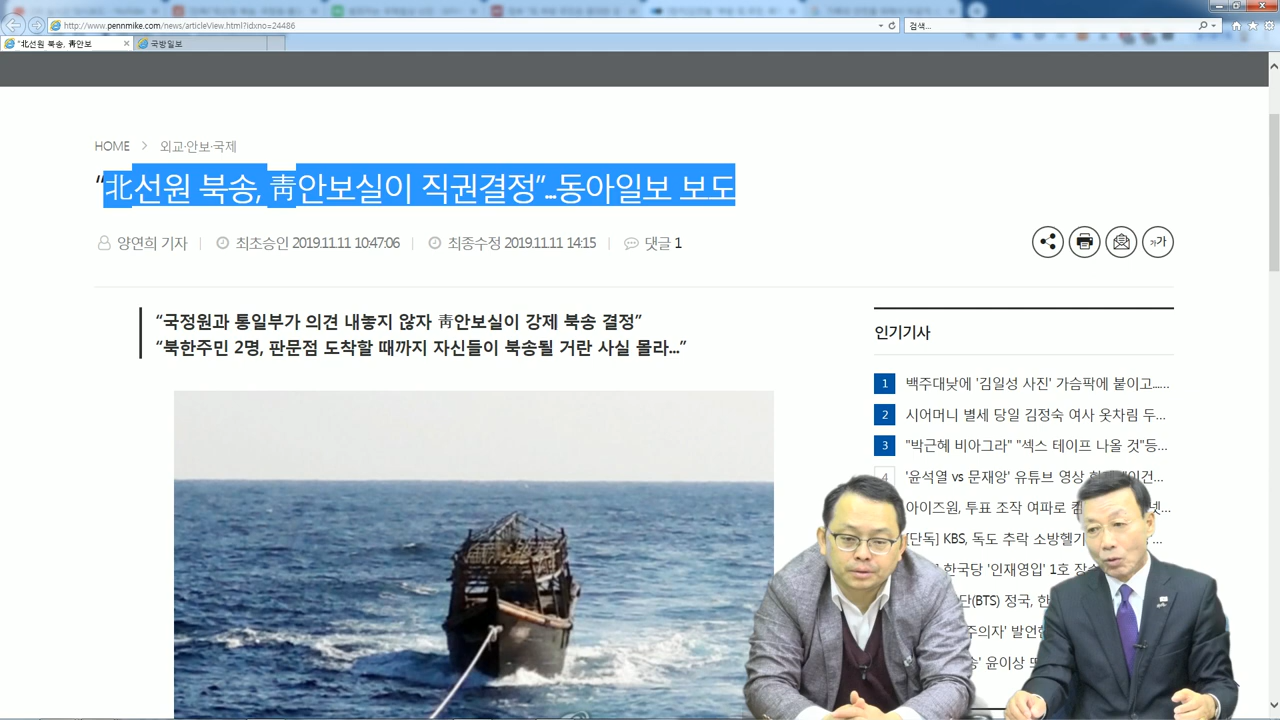 http://www.pennmike.com/news/articleView.html?idxno=24486
검색...
"北선원 북송, 靑안보
국방일보
HOME > 외교·안보·국제
“北선원 북송, 靑안보실이 직권결정”...동아일보 보도
양연희 기자 | 최초승인 2019.11.11 10:47:06 | 최종수정 2019.11.11 14:15 | 댓글 1
가가
“국정원과 통일부가 의견 내놓지 않자 靑안보실이 강제 북송 결정”
“북한주민 2명, 판문점 도착할 때까지 자신들이 북송될 거란 사실 몰라...”
인기기사
1 백주대낮에 '김일성 사진' 가슴팍에 붙이고......
2 시어머니 별세 당일 김정숙 여사 옷차림 두...
3 "박근혜 비아그라" "섹스 테이프 나올 것"등...
4 '윤석열 vs 문재앙' 유튜브 영상 "이건...
아이즈원, 투표 조작 여파로 컴 넷...
[단독] KBS, 독도 추락 소방헬기 ...
한국당 '인재영입' 1호 장
단(BTS) 정국, 한
주의자' 발언
' 윤이상